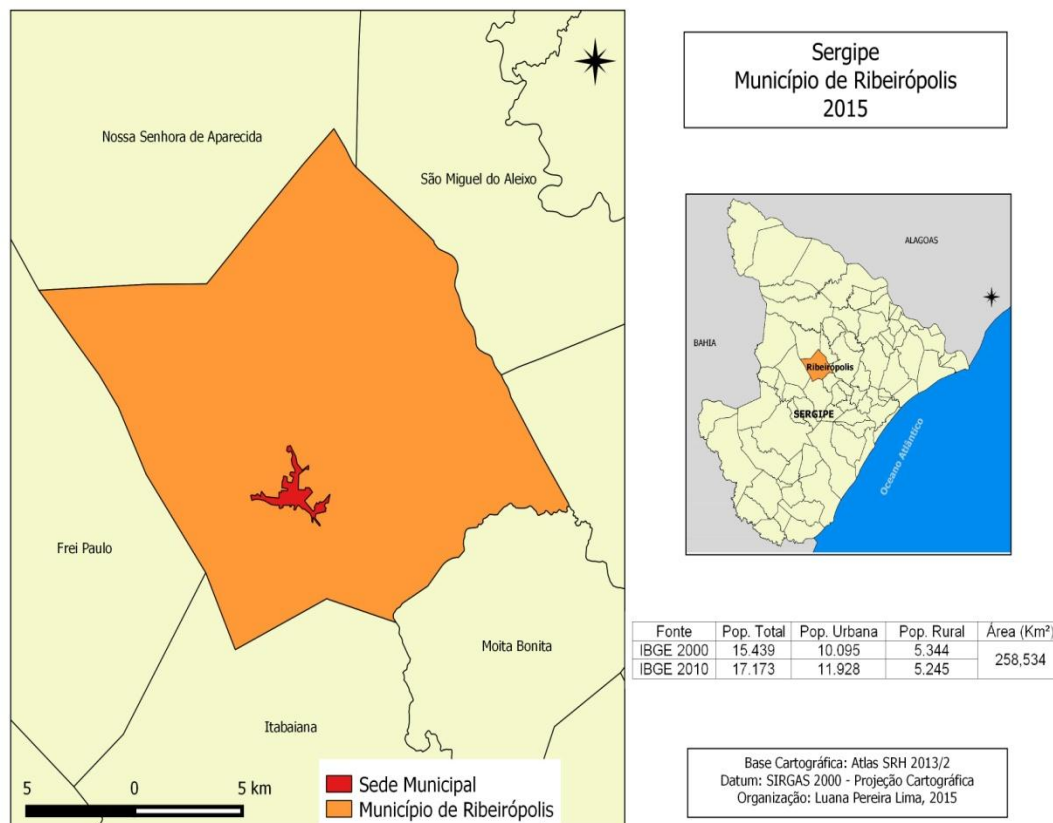 Nossa Senhora de Aparecida
São Miguel do Aleixo
Frei Paulo
Moita Bonita
Itabaiana
5 0 5 km
Sede Municipal
Município de Ribeirópolis
Sergipe
Município de Ribeirópolis
2015
ALAGOAS
BAHIA
Ribeirópolis
SERGIPE
Oceano Atlântico
Fonte Pop. Total Pop. Urbana Pop. Rural Área (Km²)
IBGE 2000 15.439 10.095 5.344 258,534
IBGE 2010 17.173 11.928 5.245
Base Cartográfica: Atlas SRH 2013/2
Datum: SIRGAS 2000 - Projeção Cartográfica
Organização: Luana Pereira Lima, 2015